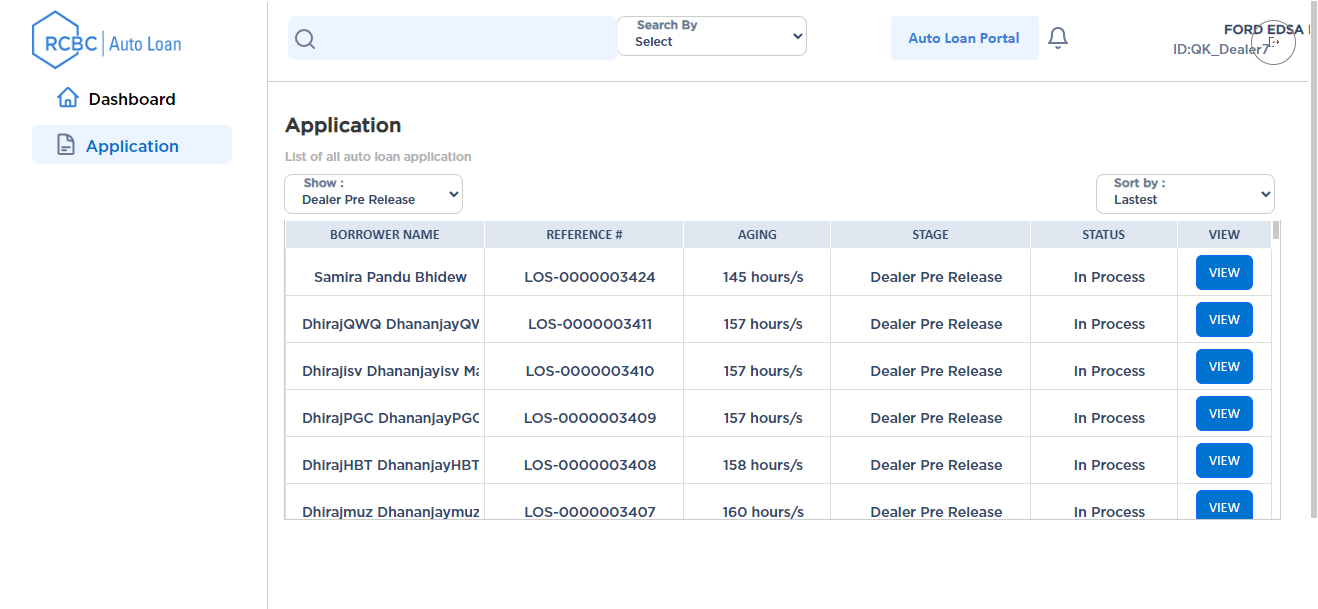 RCBC Auto Loan
Dashboard
Application
Search By
Select
Auto Loan Portal
FORD EDSA
ID:QK_Dealer7
Application
List of all auto loan application
Show :
Dealer Pre Release
Sort by :
Lastest
BORROWER NAME REFERENCE # AGING STAGE STATUS VIEW
Samira Pandu Bhidew LOS-0000003424 145 hours/s Dealer Pre Release In Process VIEW
DhirajQWQ LOS-0000003411 157 hours/s Dealer Pre Release In Process VIEW
Dhirajisv Dhananjayisv LOS-0000003410 157 hours/s Dealer Pre Release In Process VIEW
DhirajPGC DhananjayPGC LOS-0000003409 157 hours/s Dealer Pre Release In Process VIEW
DhirajHBT DhananjayHBT LOS-0000003408 158 hours/s Dealer Pre Release In Process VIEW
Dhirajmuz Dhananjaymuz LOS-0000003407 160 hours/s Dealer Pre Release In Process VIEW